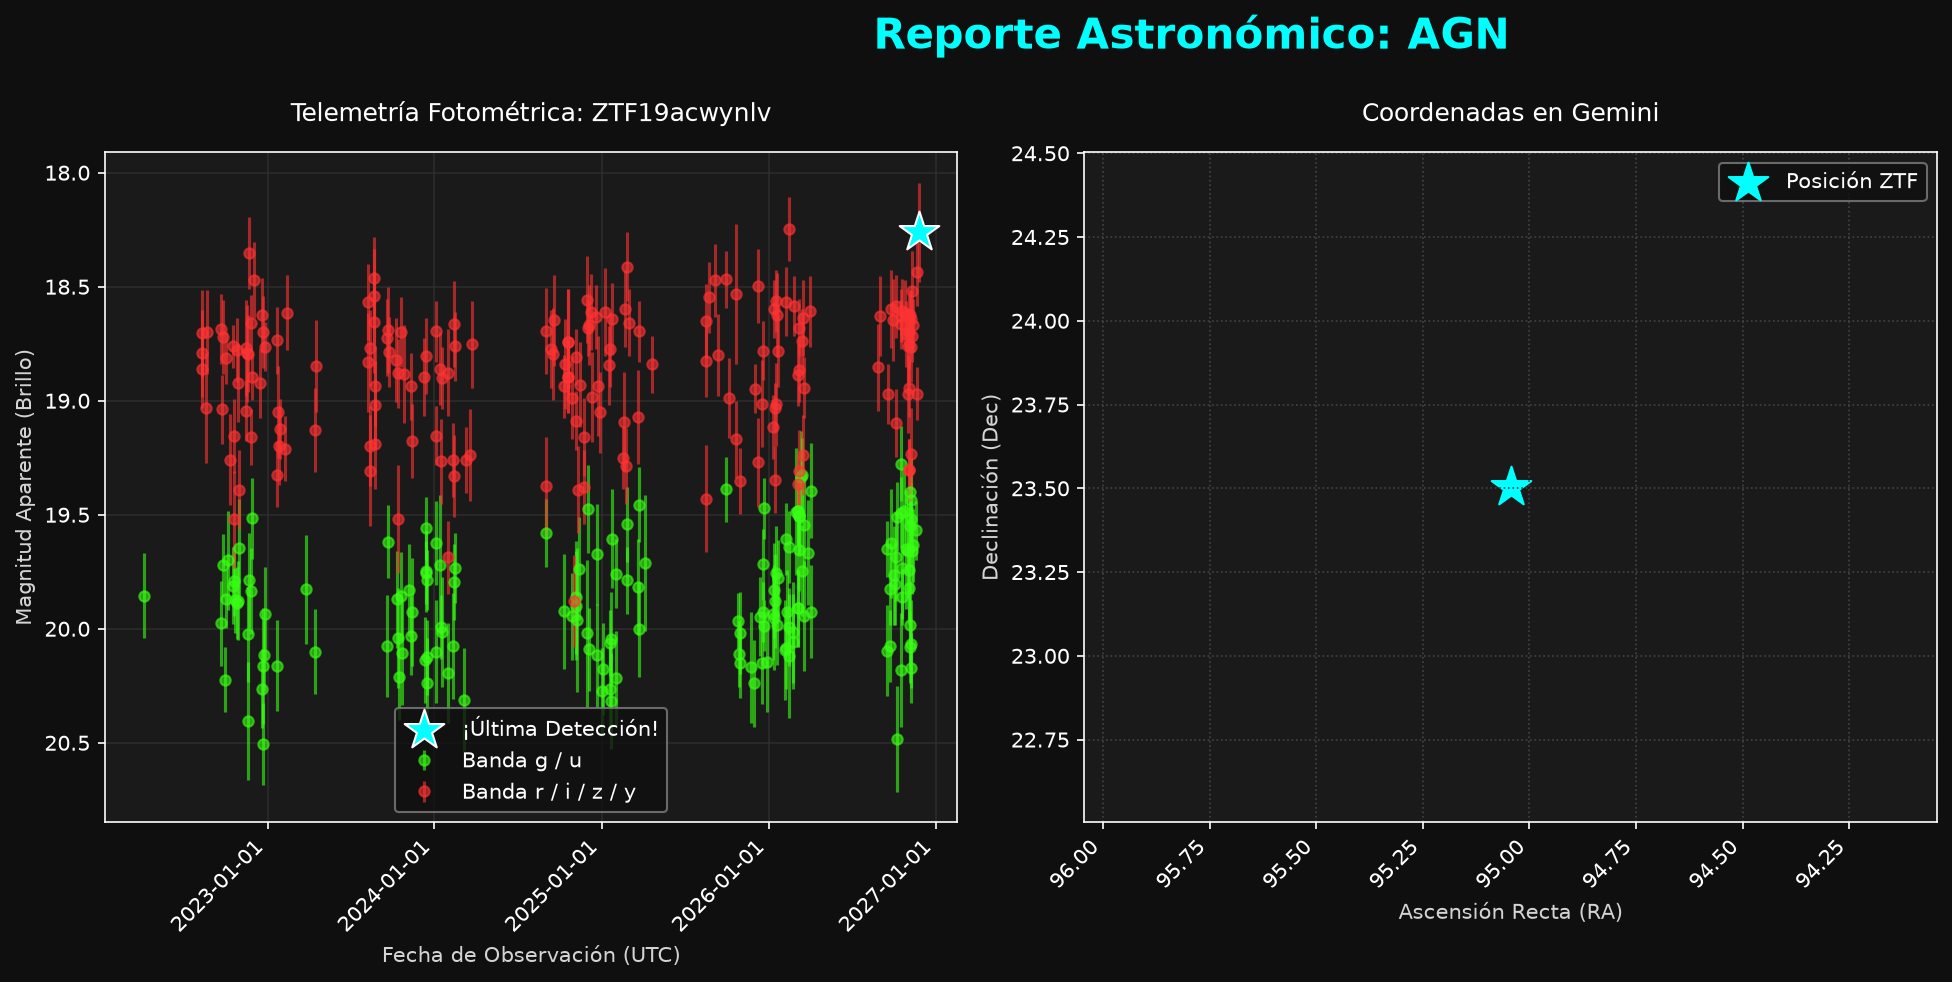 Reporte Astronómico: AGN
Telemetría Fotométrica: ZTF19acwynlv
Magnitud Aparente (Brillo)
18.0
18.5
19.0
19.5
20.0
20.5
¡Última Detección!
Banda g / u
Banda r / i / z / y
2023-01-01
2024-01-01
2025-01-01
2026-01-01
2027-01-01
Fecha de Observación (UTC)
Coordenadas en Gemini
Declinación (Dec)
24.50
24.25
24.00
23.75
23.50
23.25
23.00
22.75
Posición ZTF
96.00
95.75
95.50
95.25
95.00
94.75
94.50
94.25
Ascensión Recta (RA)